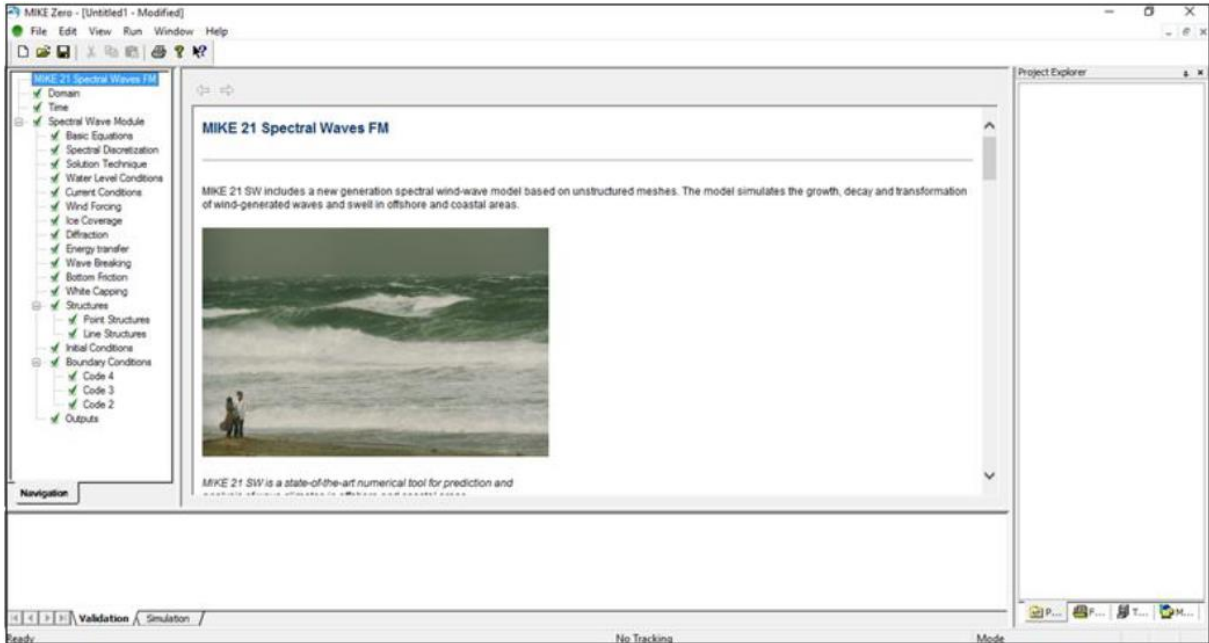 MIKE Zero - [Untitled1 - Modified]
File Edit View Run Window Help
MIKE 21 Spectral Waves FM
Domain
Time
Spectral Wave Module
Basic Equations
Spectral Discretization
Solution Technique
Water Level Conditions
Current Conditions
Wind Forcing
Ice Coverage
Diffraction
Energy transfer
Wave Breaking
Bottom Friction
White Capping
Structures
Point Structures
Line Structures
Initial Conditions
Boundary Conditions
Code 4
Code 3
Code 2
Outputs
Navigation
MIKE 21 Spectral Waves FM
MIKE 21 SW includes a new generation spectral wind-wave model based on unstructured meshes. The model simulates the growth, decay and transformation
of wind-generated waves and swell in offshore and coastal areas.
MIKE 21 SW is a state-of-the-art numerical tool for prediction and
Project Explorer
P... F... T... M...
Validation Simulation
Ready No Tracking Mode